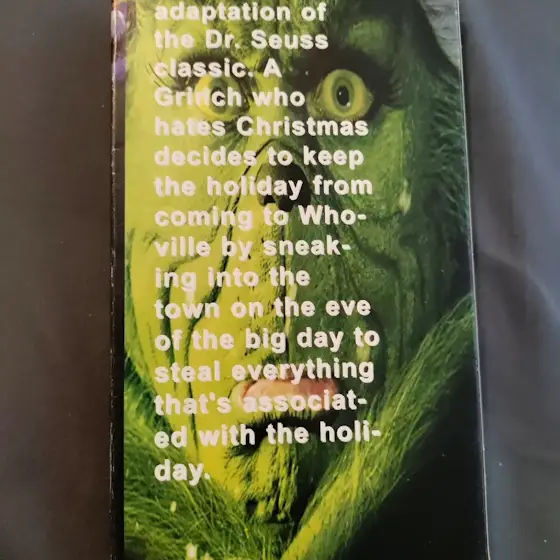 adaptation of
the Dr. Seuss
classic. A
Grinch who
hates Christmas
decides to keep
the holiday from
coming to Who-
ville by sneak-
ing into the
town on the eve
of the big day to
steal everything
that's associat-
ed with the holi-
day.